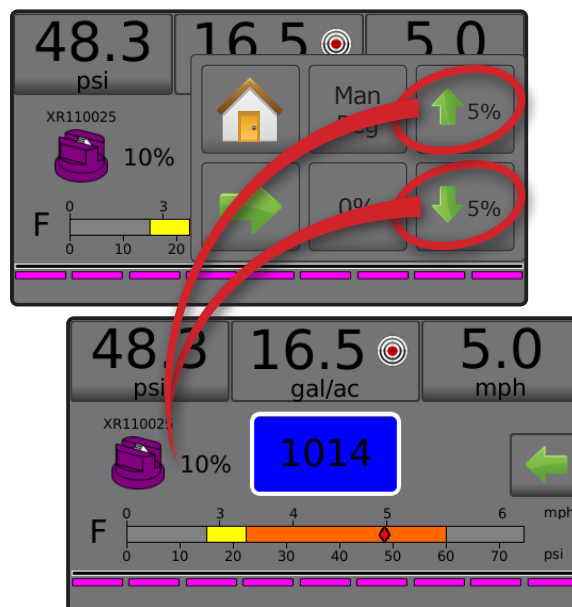 48.3 16.5 5.0
psi
XR110025
10%
Man
Reg
5%
0%
5%
F
0 3
0 10 20
48.3 16.5 5.0
psi gal/ac mph
XR110025
10%
1014
F
0 3 4 5 6 mph
0 10 20 30 40 50 60 70 psi